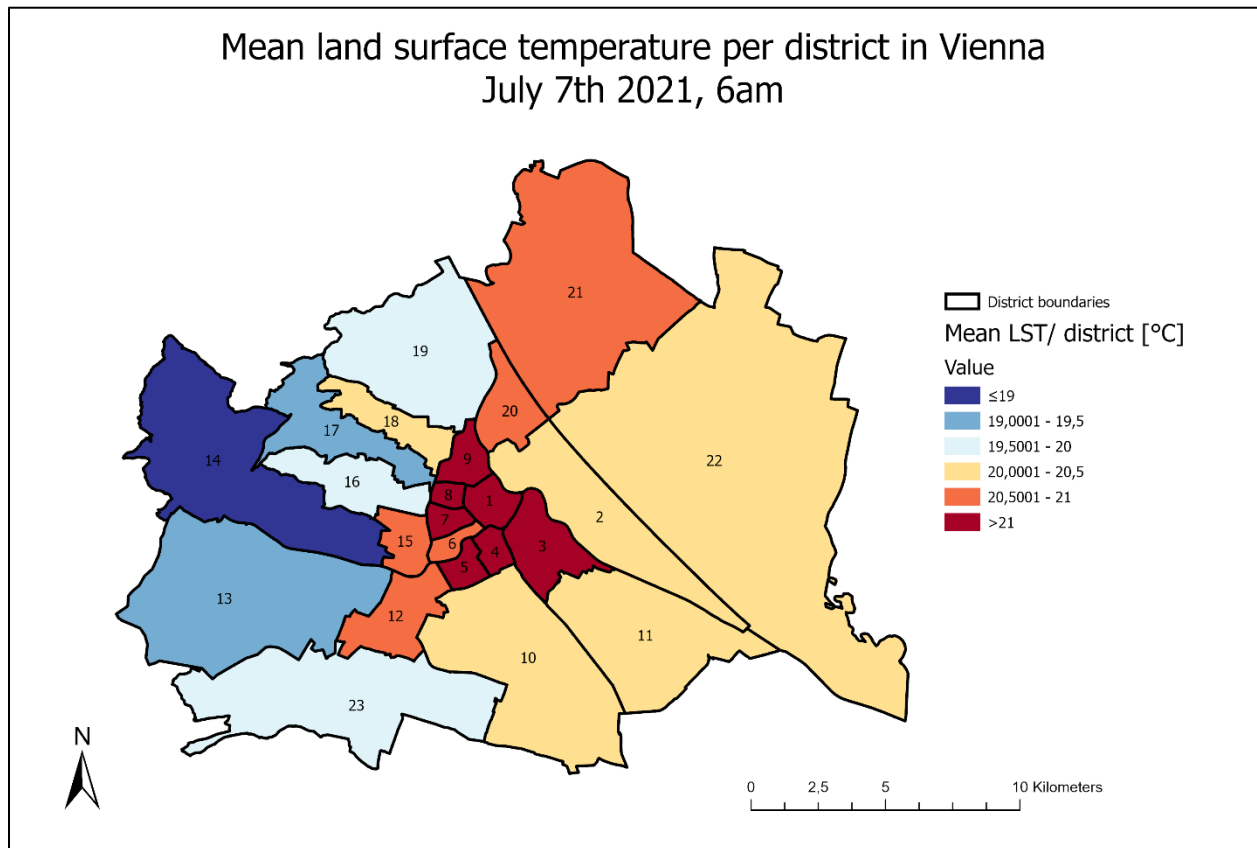 Mean land surface temperature per district in Vienna
July 7th 2021, 6am
21
19
20
18
17
22
14
9
16
8
1
7
2
15
6
3
4
5
13
12
11
10
23
District boundaries
Mean LST/ district [°C]
Value
≤19
19,0001 - 19,5
19,5001 - 20
20,0001 - 20,5
20,5001 - 21
>21
N
0 2,5 5 10 Kilometers